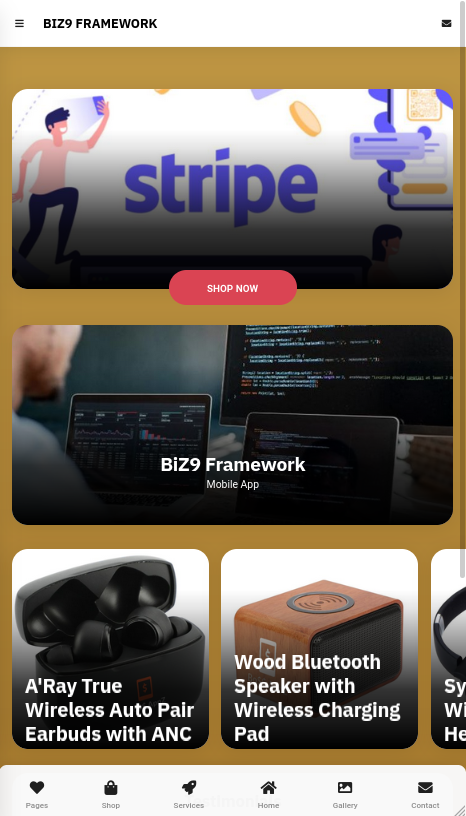 BIZ9 FRAMEWORK
stripe
SHOP NOW
BiZ9 Framework
Mobile App
A'Ray True
Wireless Auto Pair
Earbuds with ANC
Wood Bluetooth
Speaker with
Wireless Charging
Pad
Sy
Wi
He
Pages
Shop
Services
Home
Gallery
Contact